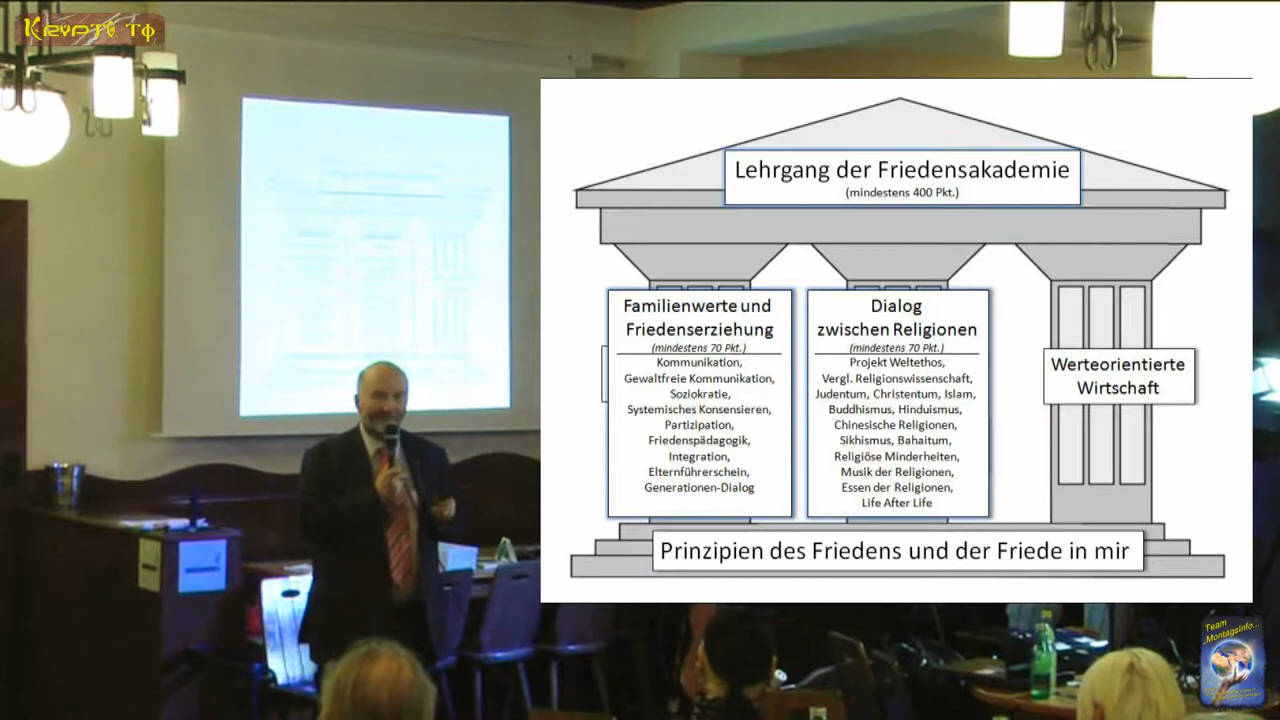 Krypto TV
Lehrgang der Friedensakademie
(mindestens 400 Pkt.)
Familienwerte und
Friedenserziehung
(mindestens 70 Pkt.)
Kommunikation,
Gewaltfreie Kommunikation,
Soziokratie,
Systemisches Konsensieren,
Partizipation,
Friedenspädagogik,
Integration,
Elternführerschein,
Generationen-Dialog
Dialog
zwischen Religionen
(mindestens 70 Pkt.)
Projekt Weltethos,
Vergl. Religionswissenschaft,
Judentum, Christentum, Islam,
Buddhismus, Hinduismus,
Chinesische Religionen,
Sikhismus, Bahaitum,
Religiöse Minderheiten,
Musik der Religionen,
Essen der Religionen,
Life After Life
Werteorientierte
Wirtschaft
Prinzipien des Friedens und der Friede in mir
Team
„MontagsInfo...